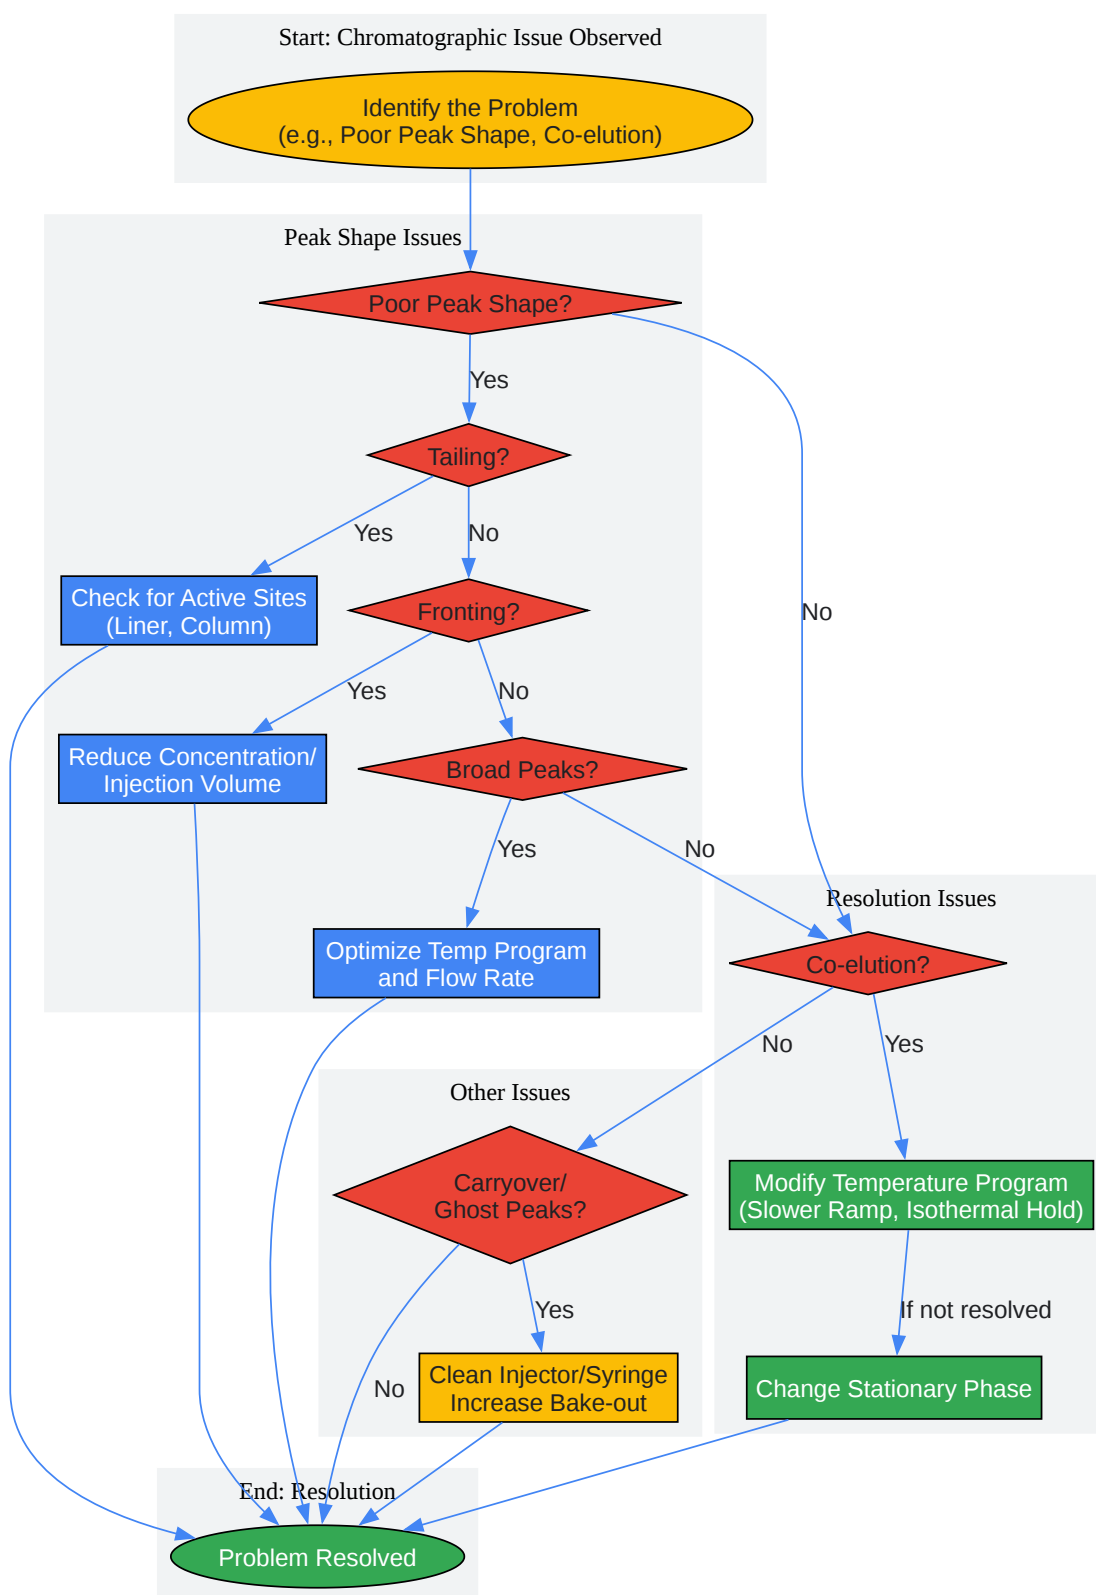 Start: Chromatographic Issue Observed
Identify the Problem
(e.g., Poor Peak Shape, Co-elution)
Peak Shape Issues
Poor Peak Shape?
Yes
Tailing?
Yes
No
Check for Active Sites
(Liner, Column)
Fronting?
No
Yes
No
Reduce Concentration/
Injection Volume
Broad Peaks?
Yes
No
Resolution Issues
Optimize Temp Program
and Flow Rate
Co-elution?
No
Yes
Other Issues
Carryover/
Ghost Peaks?
Modify Temperature Program
(Slower Ramp, Isothermal Hold)
Yes
If not resolved
No
Clean Injector/Syringe
Increase Bake-out
Change Stationary Phase
End: Resolution
Problem Resolved